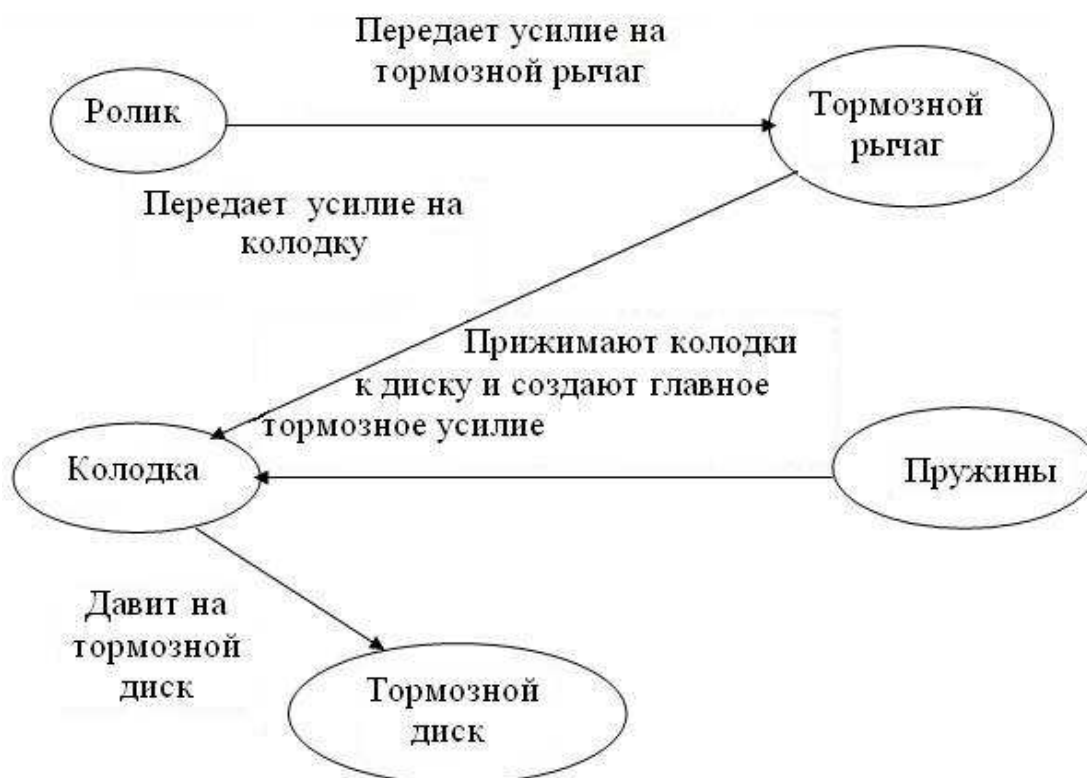 Передает усилие на
тормозной рычаг
Ролик
Тормозной
рычаг
Передает усилие на
колодку
Прижимают колодки
к диску и создают главное
тормозное усилие
Колодка
Пружины
Давит на
тормозной
диск
Тормозной
диск